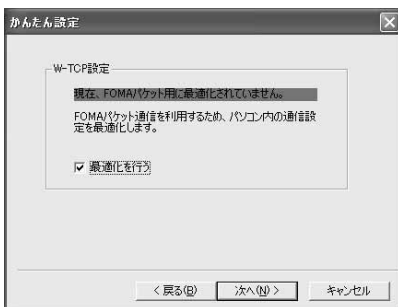 かんたん設定
W-TCP設定
現在、FOMAパケット用に最適化されていません。
FOMAパケット通信を利用するため、パソコン内の通信設
定を最適化します。
最適化を行う
< 戻る(B)
次へ(N) >
キャンセル